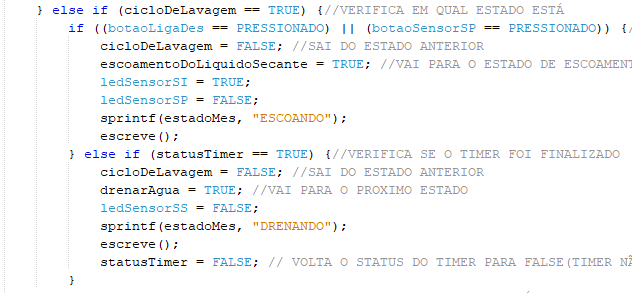 } else if (cicloDeLavagem == TRUE) {//VERIFICA EM QUAL ESTADO ESTÁ
if ((botaoLigaDes == PRESSIONADO) || (botaoSensorSP == PRESSIONADO)) {/
cicloDeLavagem = FALSE; //SAI DO ESTADO ANTERIOR
escoamentoDoLiquidoSecante = TRUE; //VAI PARA O ESTADO DE ESCOAMENT
ledSensorSI = TRUE;
ledSensorSP = FALSE;
sprintf(estadoMes, "ESCOANDO");
escreve();
} else if (statusTimer == TRUE) {//VERIFICA SE O TIMER FOI FINALIZADO
cicloDeLavagem = FALSE; //SAI DO ESTADO ANTERIOR
drenarAgua = TRUE; //VAI PARA O PROXIMO ESTADO
ledSensorSS = FALSE;
sprintf(estadoMes, "DRENANDO");
escreve();
statusTimer = FALSE; // VOLTA O STATUS DO TIMER PARA FALSE(TIMER NÃ
}